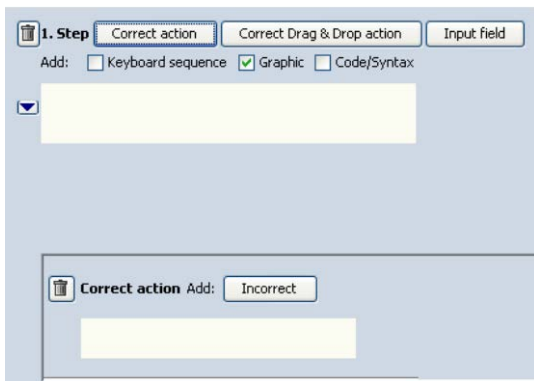 1. Step Correct action Correct Drag & Drop action Input field
Add: Keyboard sequence Graphic Code/Syntax
Correct action Add: Incorrect